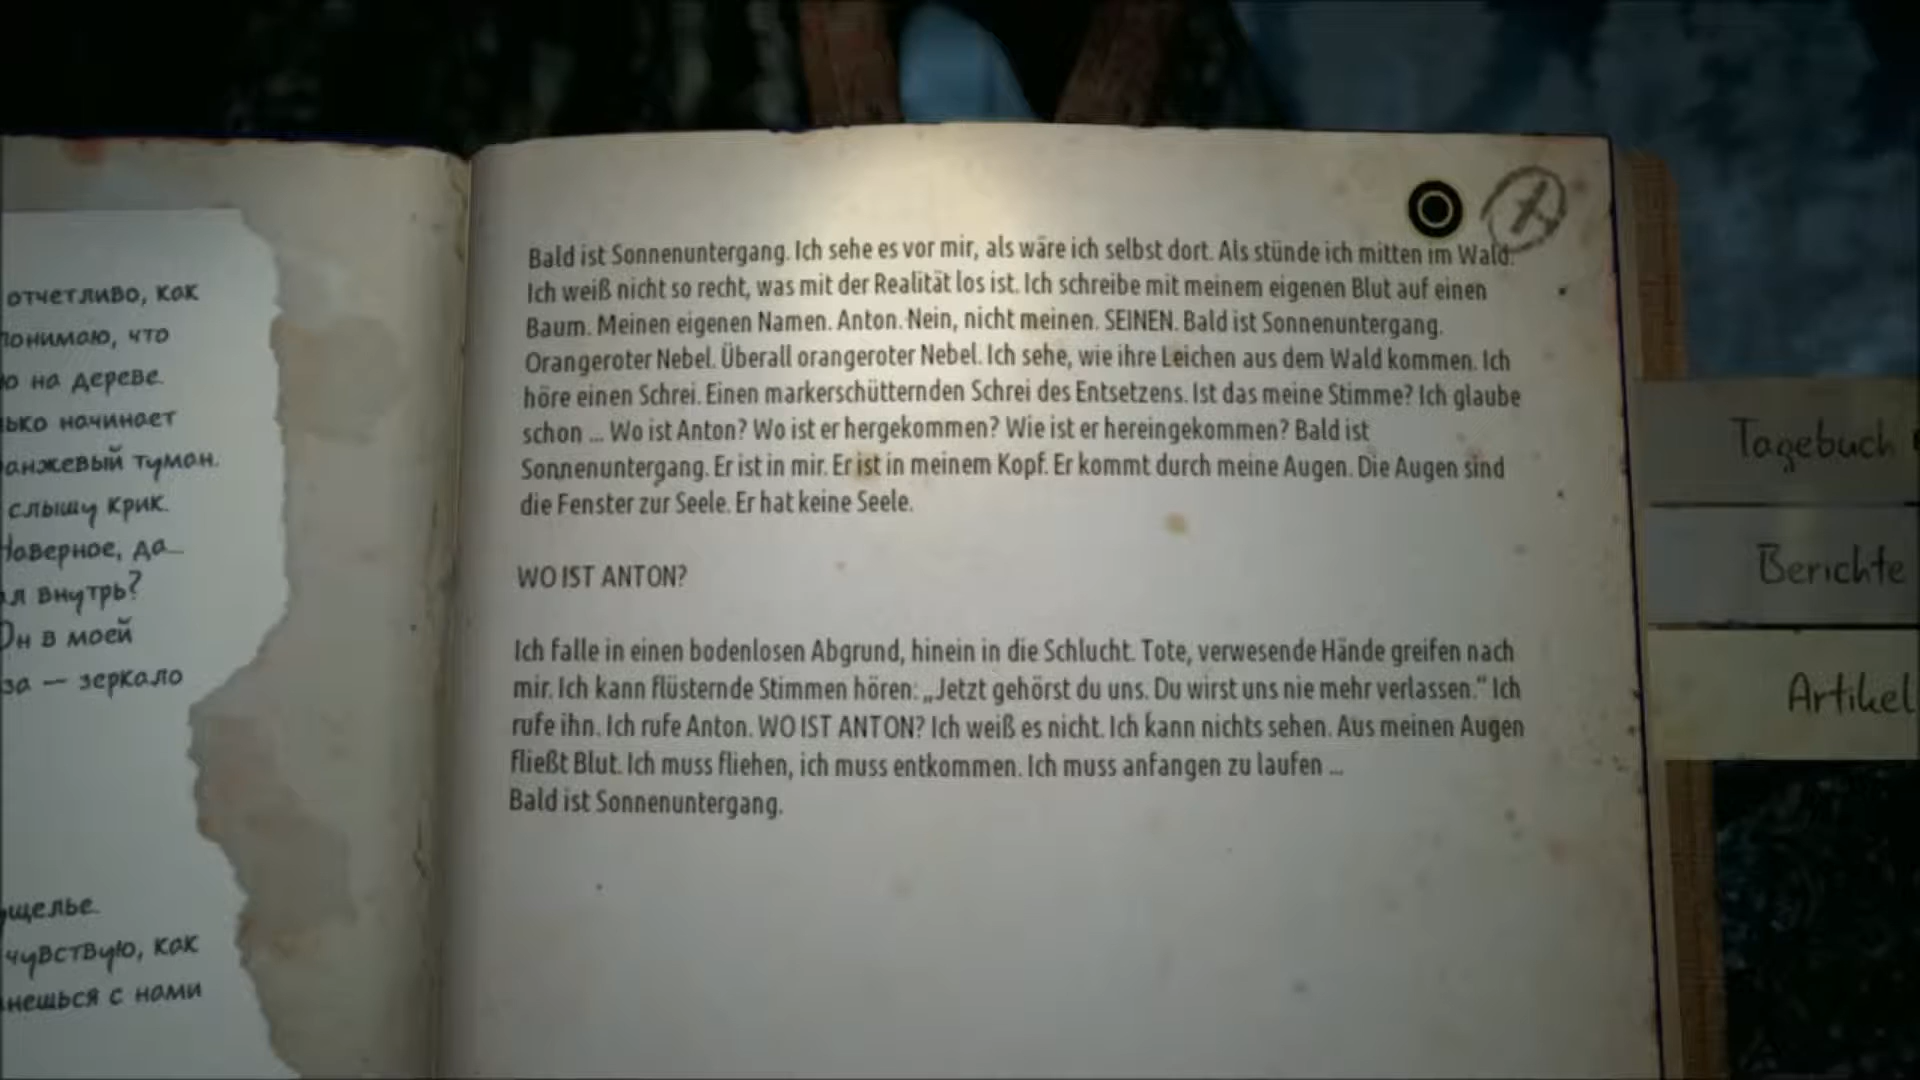 отчетливо, как
понимаю, что
на дереве.
начинает
туман.
слышу крик.
Наверное, да...
внутрь?
Он в моей
— зеркало
чувствую, как
с нами
Bald ist Sonnenuntergang. Ich sehe es vor mir, als wäre ich selbst dort. Als stünde ich mitten im Wald.
Ich weiß nicht so recht, was mit der Realität los ist. Ich schreibe mit meinem eigenen Blut auf einen
Baum. Meinen eigenen Namen. Anton. Nein, nicht meinen. SEINEN. Bald ist Sonnenuntergang.
Orangeroter Nebel. Überall orangeroter Nebel. Ich sehe, wie ihre Leichen aus dem Wald kommen. Ich
höre einen Schrei. Einen markerschütternden Schrei des Entsetzens. Ist das meine Stimme? Ich glaube
schon ... Wo ist Anton? Wo ist er hergekommen? Wie ist er hereingekommen? Bald ist
Sonnenuntergang. Er ist in mir. Er ist in meinem Kopf. Er kommt durch meine Augen. Die Augen sind
die Fenster zur Seele. Er hat keine Seele.
WO IST ANTON?
Ich falle in einen bodenlosen Abgrund, hinein in die Schlucht. Tote, verwesende Hände greifen nach
mir. Ich kann flüsternde Stimmen hören: „Jetzt gehörst du uns. Du wirst uns nie mehr verlassen.“ Ich
rufe ihn. Ich rufe Anton. WO IST ANTON? Ich weiß es nicht. Ich kann nichts sehen. Aus meinen Augen
fließt Blut. Ich muss fliehen, ich muss entkommen. Ich muss anfangen zu laufen ...
Bald ist Sonnenuntergang.
Tagebuch
Berichte
Artikel